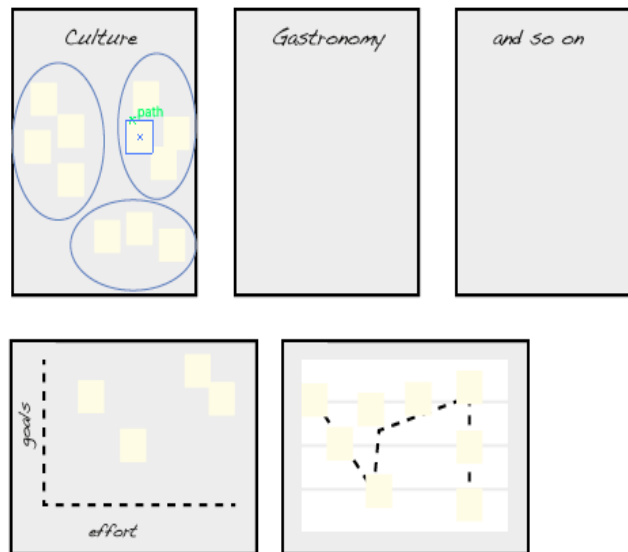 Culture
Gastronomy
and so on
path
goals
effort